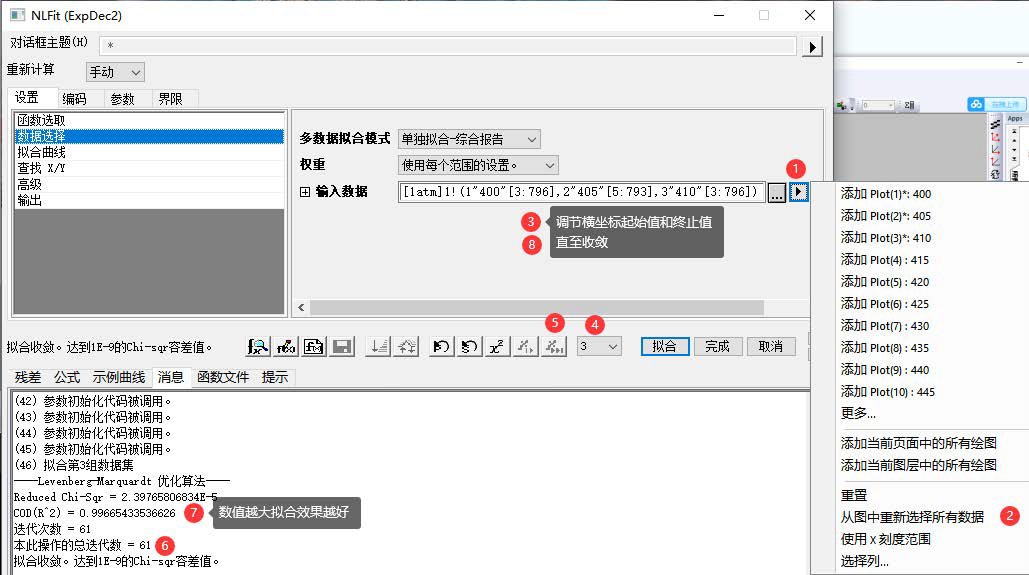 NLFit (ExpDec2)
对话框主题(H)
*
重新计算
手动
设置
编码
参数
界限
函数选取
数据选择
拟合曲线
查找 X/Y
高级
输出
多数据拟合模式
单独拟合-综合报告
权重
使用每个范围的设置。
输入数据
[1atm]1!(1"400"[3:796],2"405"[5:793],3"410"[3:796])
...
1
3
8
调节横坐标起始值和终止值
直至收敛
添加 Plot(1)*: 400
添加 Plot(2)*: 405
添加 Plot(3)*: 410
添加 Plot(4) : 415
添加 Plot(5) : 420
添加 Plot(6) : 425
添加 Plot(7) : 430
添加 Plot(8) : 435
添加 Plot(9) : 440
添加 Plot(10) : 445
更多...
添加当前页面中的所有绘图
添加当前图层中的所有绘图
重置
从图中重新选择所有数据
2
使用 x 刻度范围
选择列...
Apps
0
5
4
拟合收敛。达到1E-9的Chi-sqr容差值。
3
拟合
完成
取消
残差
公式
示例曲线
消息
函数文件
提示
(42) 参数初始化代码被调用。
(43) 参数初始化代码被调用。
(44) 参数初始化代码被调用。
(45) 参数初始化代码被调用。
(46) 拟合第3组数据集
----Levenberg-Marquardt 优化算法----
Reduced Chi-Sqr = 2.39765806834E-5
COD(R^2) = 0.99665433536626
7
数值越大拟合效果越好
迭代次数 = 61
本此操作的总迭代数 = 61
6
拟合收敛。达到1E-9的Chi-sqr容差值。